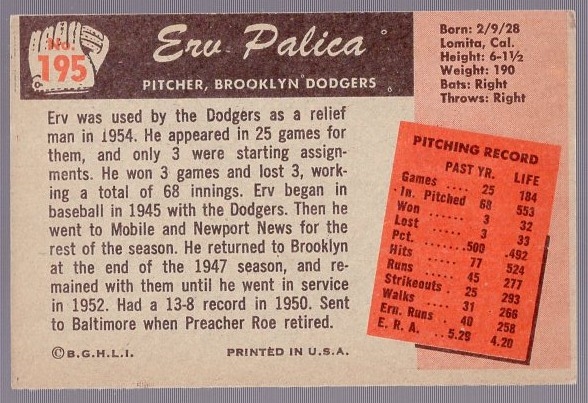 No.
195
Erv Palica
PITCHER, BROOKLYN DODGERS
Born: 2/9/28
Lomita, Cal.
Height: 6-1½
Weight: 190
Bats: Right
Throws: Right
Erv was used by the Dodgers as a relief
man in 1954. He appeared in 25 games for
them, and only 3 were starting assign-
ments. He won 3 games and lost 3, work-
ing a total of 68 innings. Erv began in
baseball in 1945 with the Dodgers. Then he
went to Mobile and Newport News for the
rest of the season. He returned to Brooklyn
at the end of the 1947 season, and re-
mained with them until he went in service
in 1952. Had a 13-8 record in 1950. Sent
to Baltimore when Preacher Roe retired.
PITCHING RECORD
PAST YR. LIFE
Games .... 25 184
In. Pitched 68 553
Won ..... 3 32
Lost ..... 3 33
Pct. .... .500 .492
Hits .... 77 524
Runs .... 45 277
Strikeouts . 25 293
Walks ... 31 266
Ern. Runs . 40 258
E. R. A. .. 5.29 4.20
© B.G.H.L.I. PRINTED IN U.S.A.